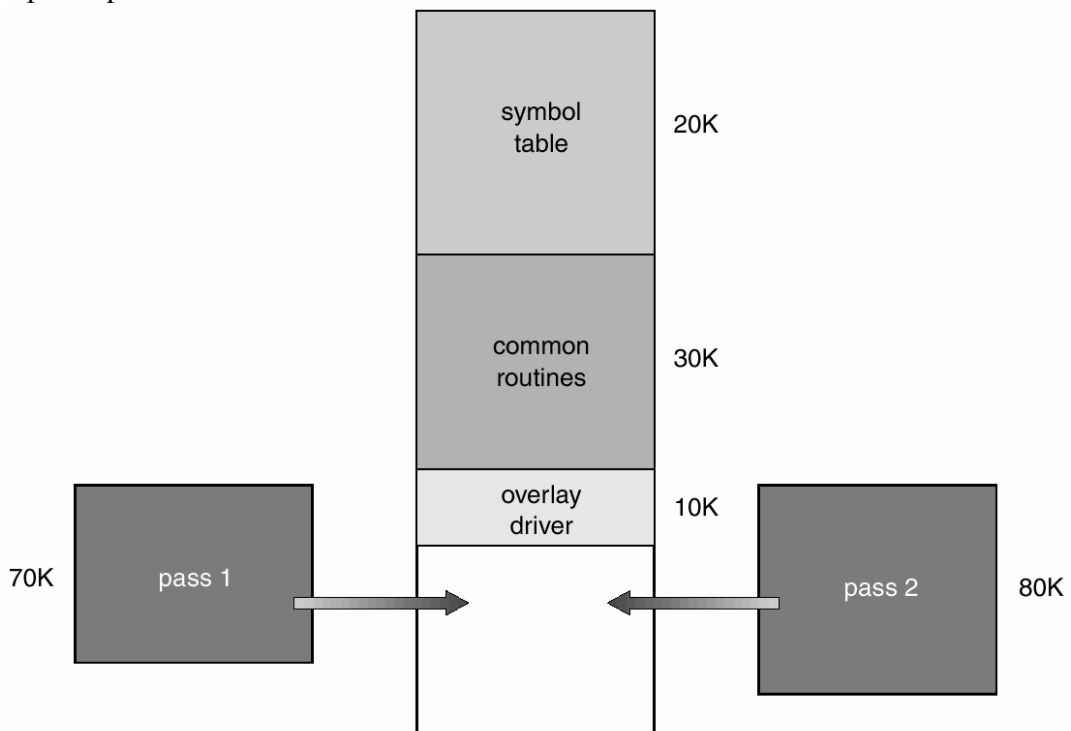 symbol
table
20K
common
routines
30K
overlay
driver
10K
70K
pass 1
pass 2
80K